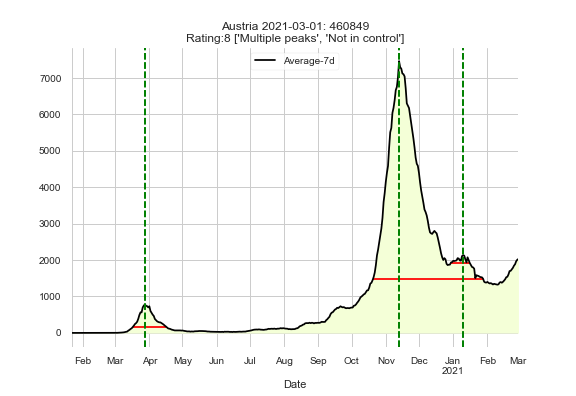 Austria 2021-03-01: 460849
Rating:8 ['Multiple peaks', 'Not in control']
Average-7d
7000
6000
5000
4000
3000
2000
1000
0
Feb Mar Apr May Jun Jul Aug Sep Oct Nov Dec Jan Feb Mar
2021
Date